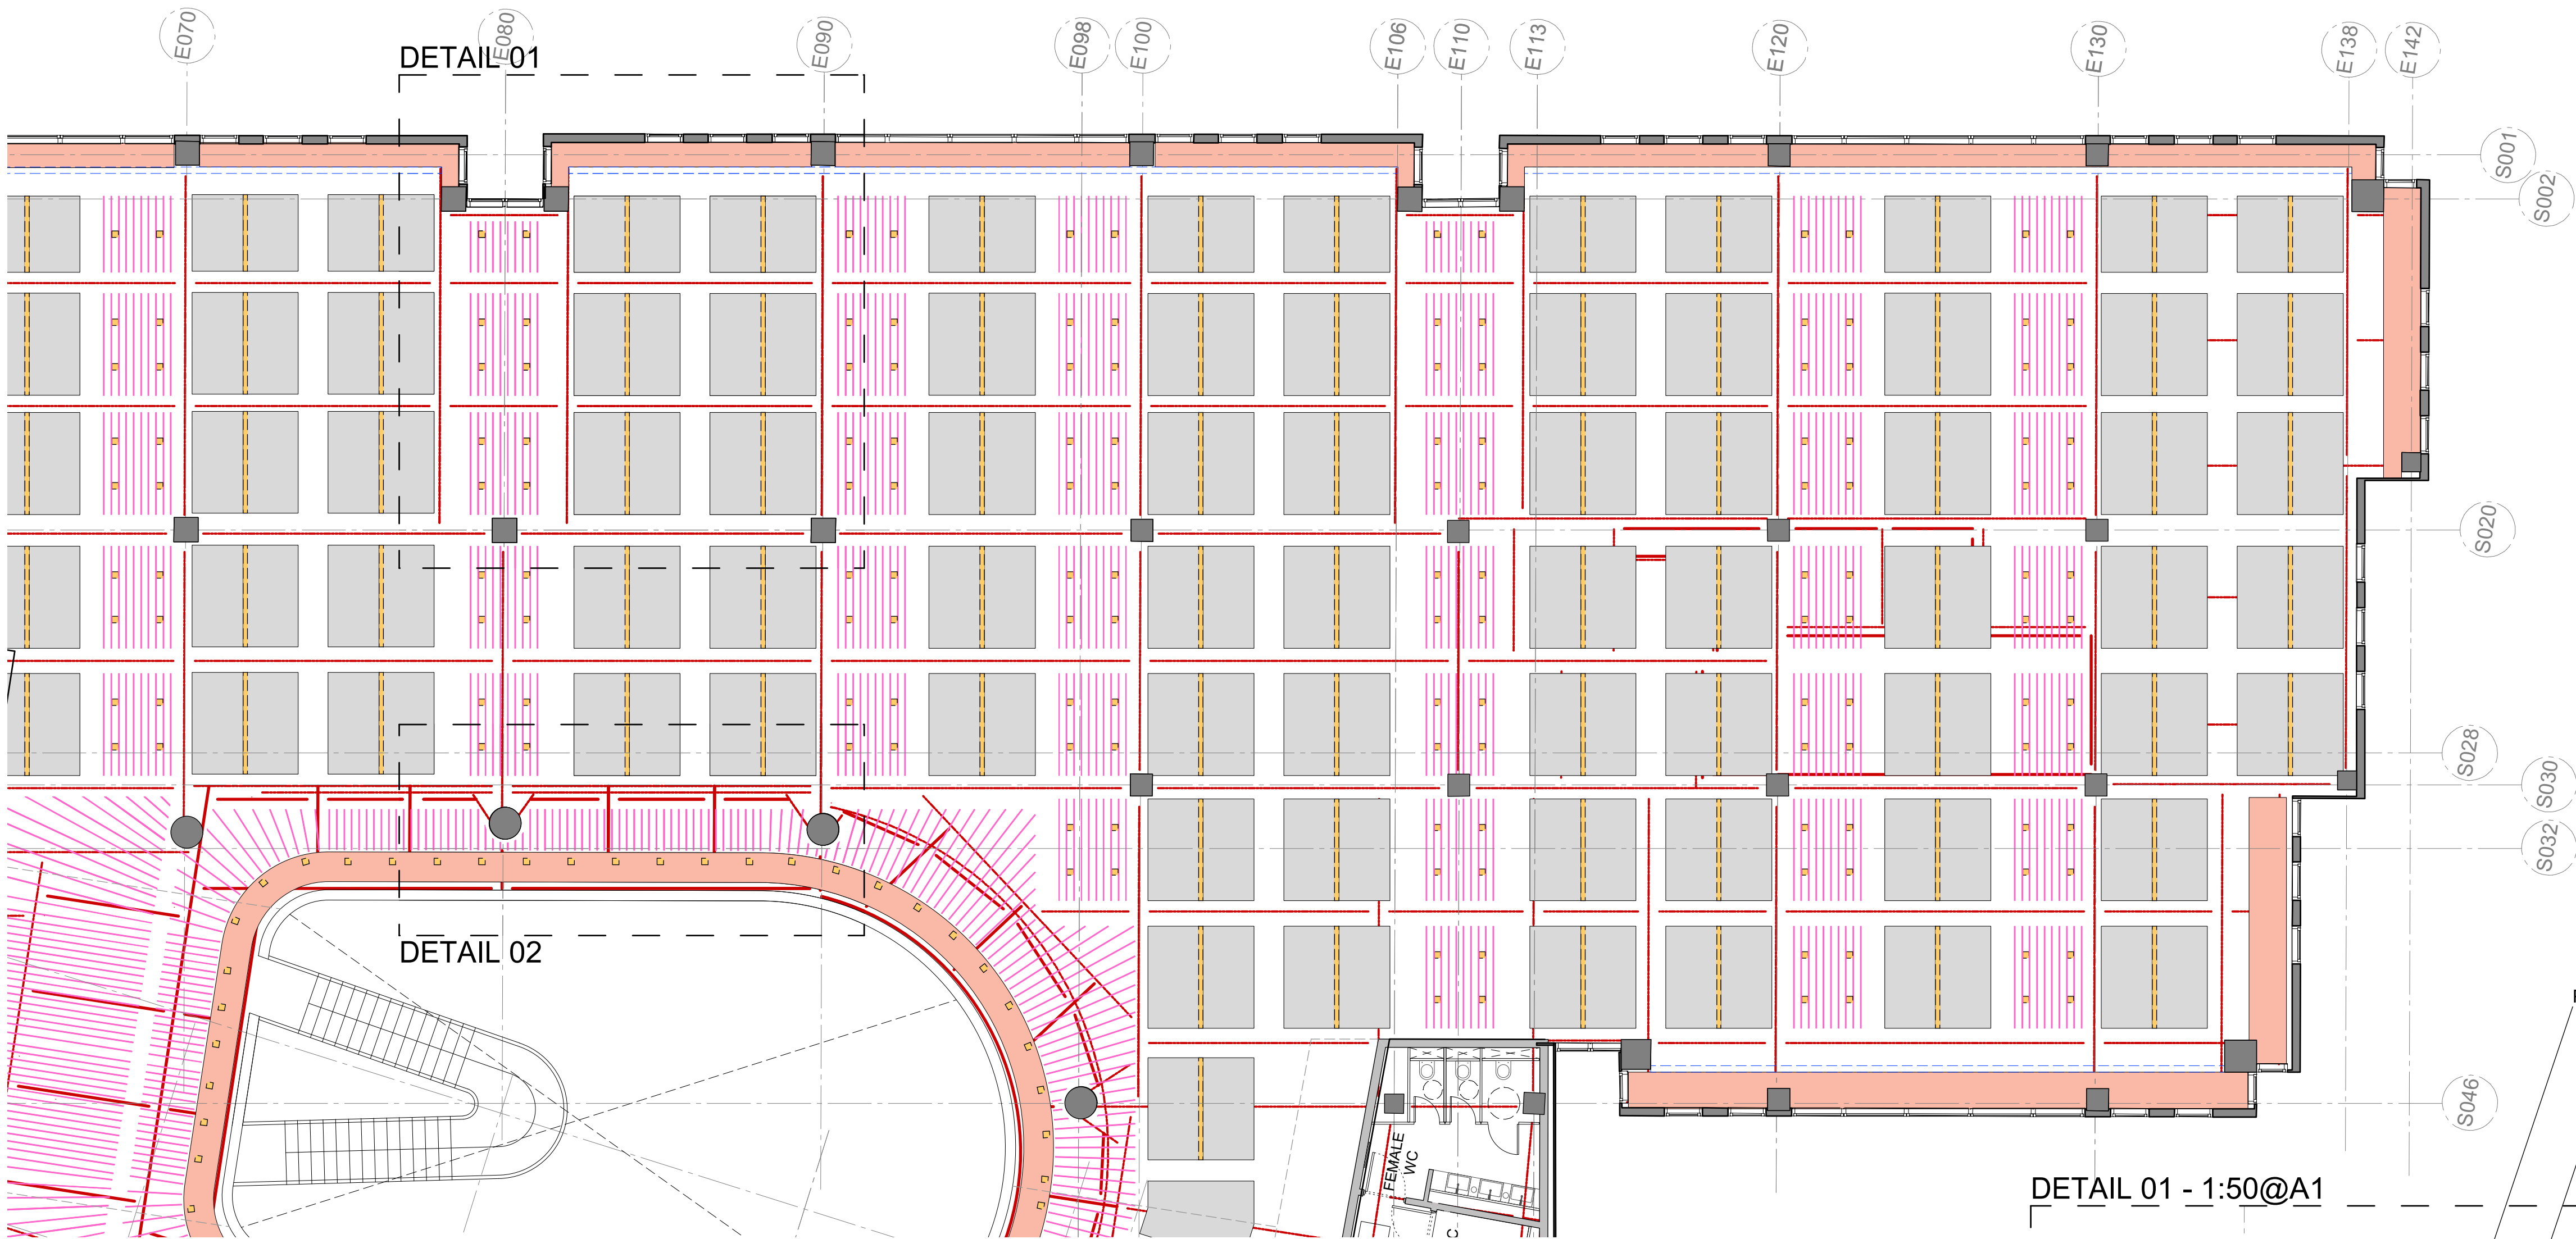 E070
E080
E090
E098
E100
E106
E110
E113
E120
E130
E138
E142
DETAIL 01
S001
S002
S020
S028
S030
S032
DETAIL 02
S046
FEMALE
WC
DETAIL 01 - 1:50@A1